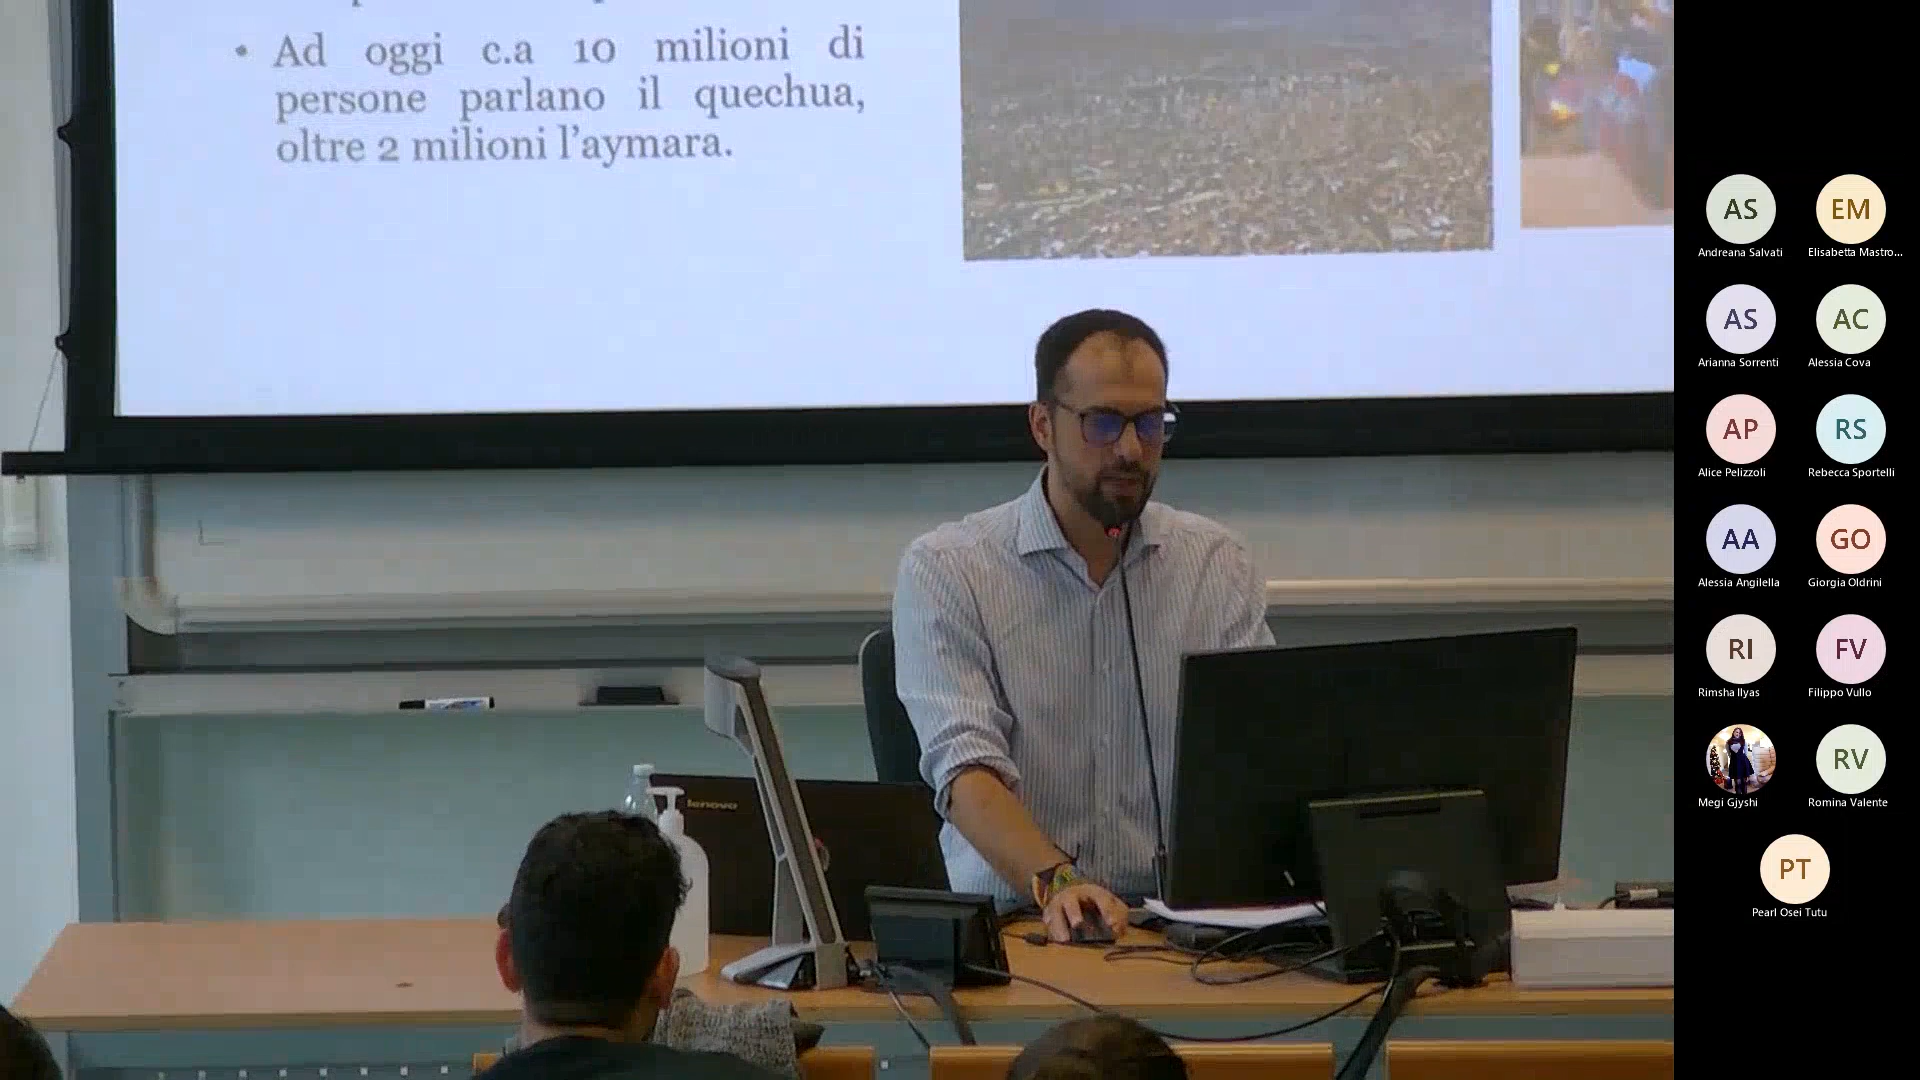 • Ad oggi c.a 10 milioni di
persone parlano il quechua,
oltre 2 milioni l'aymara.
lenovo
AS
Andreana Salvati
EM
Elisabetta Mastro...
AS
Arianna Sorrenti
AC
Alessia Cova
AP
Alice Pelizzoli
RS
Rebecca Sportelli
AA
Alessia Angilella
GO
Giorgia Oldrini
RI
Rimsha Ilyas
FV
Filippo Vullo
Megi Gjyshi
RV
Romina Valente
PT
Pearl Osei Tutu